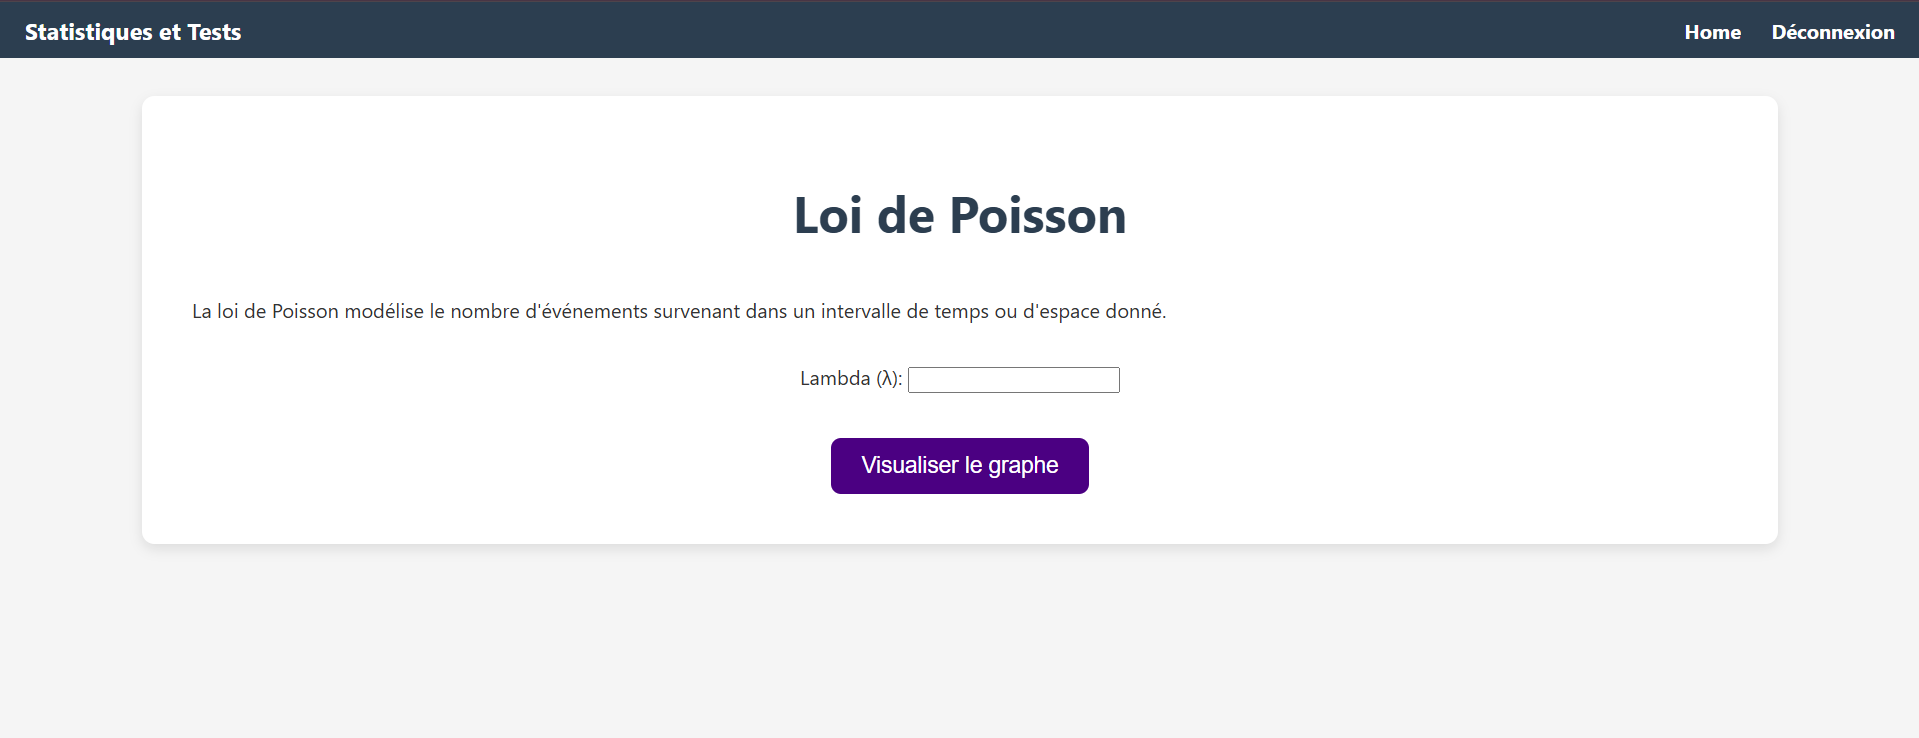 Statistiques et Tests
Home
Déconnexion
Loi de Poisson
La loi de Poisson modélise le nombre d'événements survenant dans un intervalle de temps ou d'espace donné.
Lambda (λ):
Visualiser le graphe